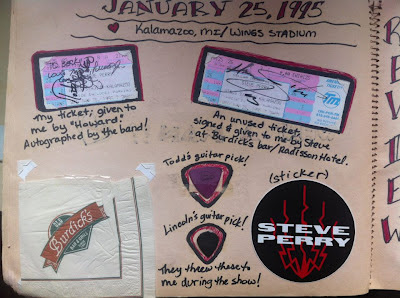 JANUARY 25, 1995
Kalamazoo, MI/WINGS STADIUM
My ticket; given to
me by "Howard."
Autographed by the band!
An unused ticket,
signed & given to me by Steve
at Burdick's bar/Radisson Hotel.
Todd's guitar pick!
Lincoln's guitar pick!
They threw these to
me during the show!
Burdick's
(sticker)
STEVE
PERRY
REVIEW